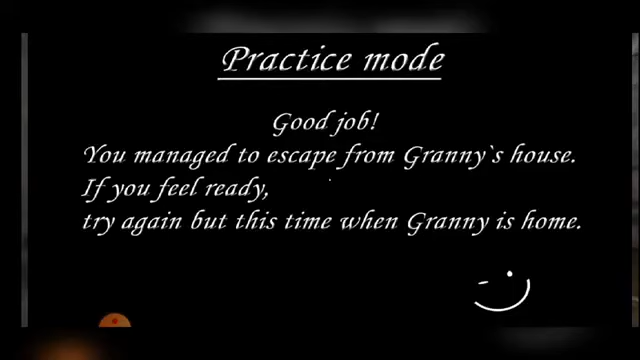 Practice mode
Good job!
You managed to escape from Granny`s house.
If you feel ready,
try again but this time when Granny is home.